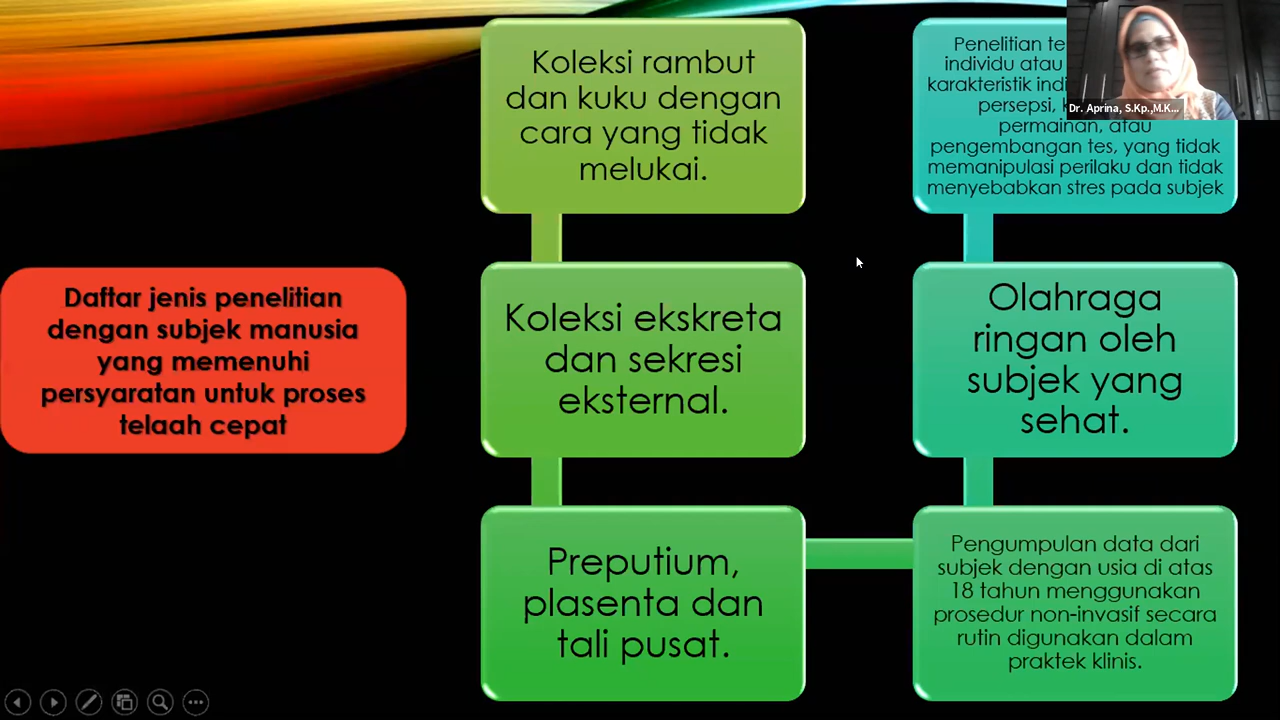 Daftar jenis penelitian
dengan subjek manusia
yang memenuhi
persyaratan untuk proses
telaah cepat
Koleksi rambut
dan kuku dengan
cara yang tidak
melukai.
Koleksi ekskreta
dan sekresi
eksternal.
Preputium,
plasenta dan
tali pusat.
Pengumpulan data dari
subjek dengan usia di atas
18 tahun menggunakan
prosedur non-invasif secara
rutin digunakan dalam
praktek klinis.
Olahraga
ringan oleh
subjek yang
sehat.
Penelitian
individu atau
karakteristik
persepsi,
permainan, atau
pengembangan tes, yang tidak
memanipulasi perilaku dan tidak
menyebabkan stres pada subjek
Dr. Aprina, S.Kp.,M.K...